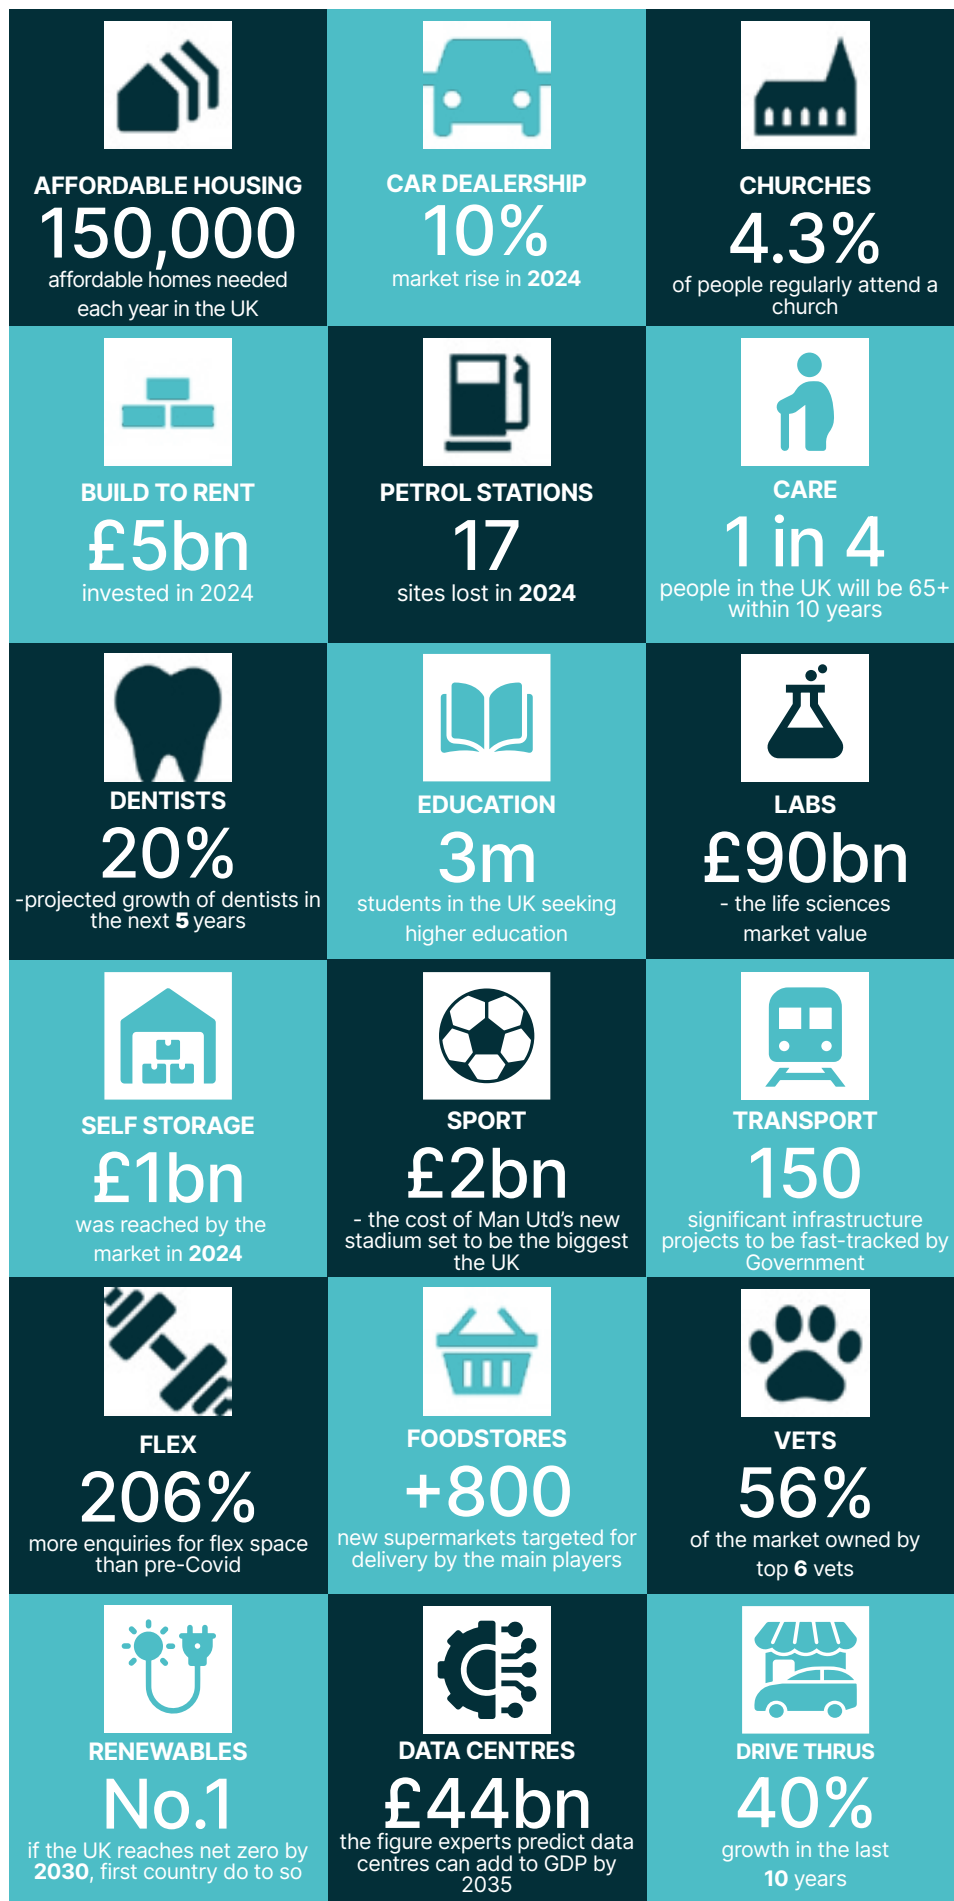 AFFORDABLE HOUSING
150,000
affordable homes needed
each year in the UK
CAR DEALERSHIP
10%
market rise in 2024
CHURCHES
4.3%
of people regularly attend a
church
BUILD TO RENT
£5bn
invested in 2024
PETROL STATIONS
17
sites lost in 2024
CARE
1 in 4
people in the UK will be 65+
within 10 years
DENTISTS
20%
-projected growth of dentists in
the next 5 years
EDUCATION
3m
students in the UK seeking
higher education
LABS
£90bn
- the life sciences
market value
SELF STORAGE
£1bn
was reached by the
market in 2024
SPORT
£2bn
- the cost of Man Utd's new
stadium set to be the biggest
the UK
TRANSPORT
150
significant infrastructure
projects to be fast-tracked by
Government
FLEX
206%
more enquiries for flex space
than pre-Covid
FOODSTORES
+800
new supermarkets targeted for
delivery by the main players
VETS
56%
of the market owned by
top 6 vets
RENEWABLES
No.1
if the UK reaches net zero by
2030, first country do to so
DATA CENTRES
£44bn
the figure experts predict data
centres can add to GDP by
2035
DRIVE THRUS
40%
growth in the last
10 years